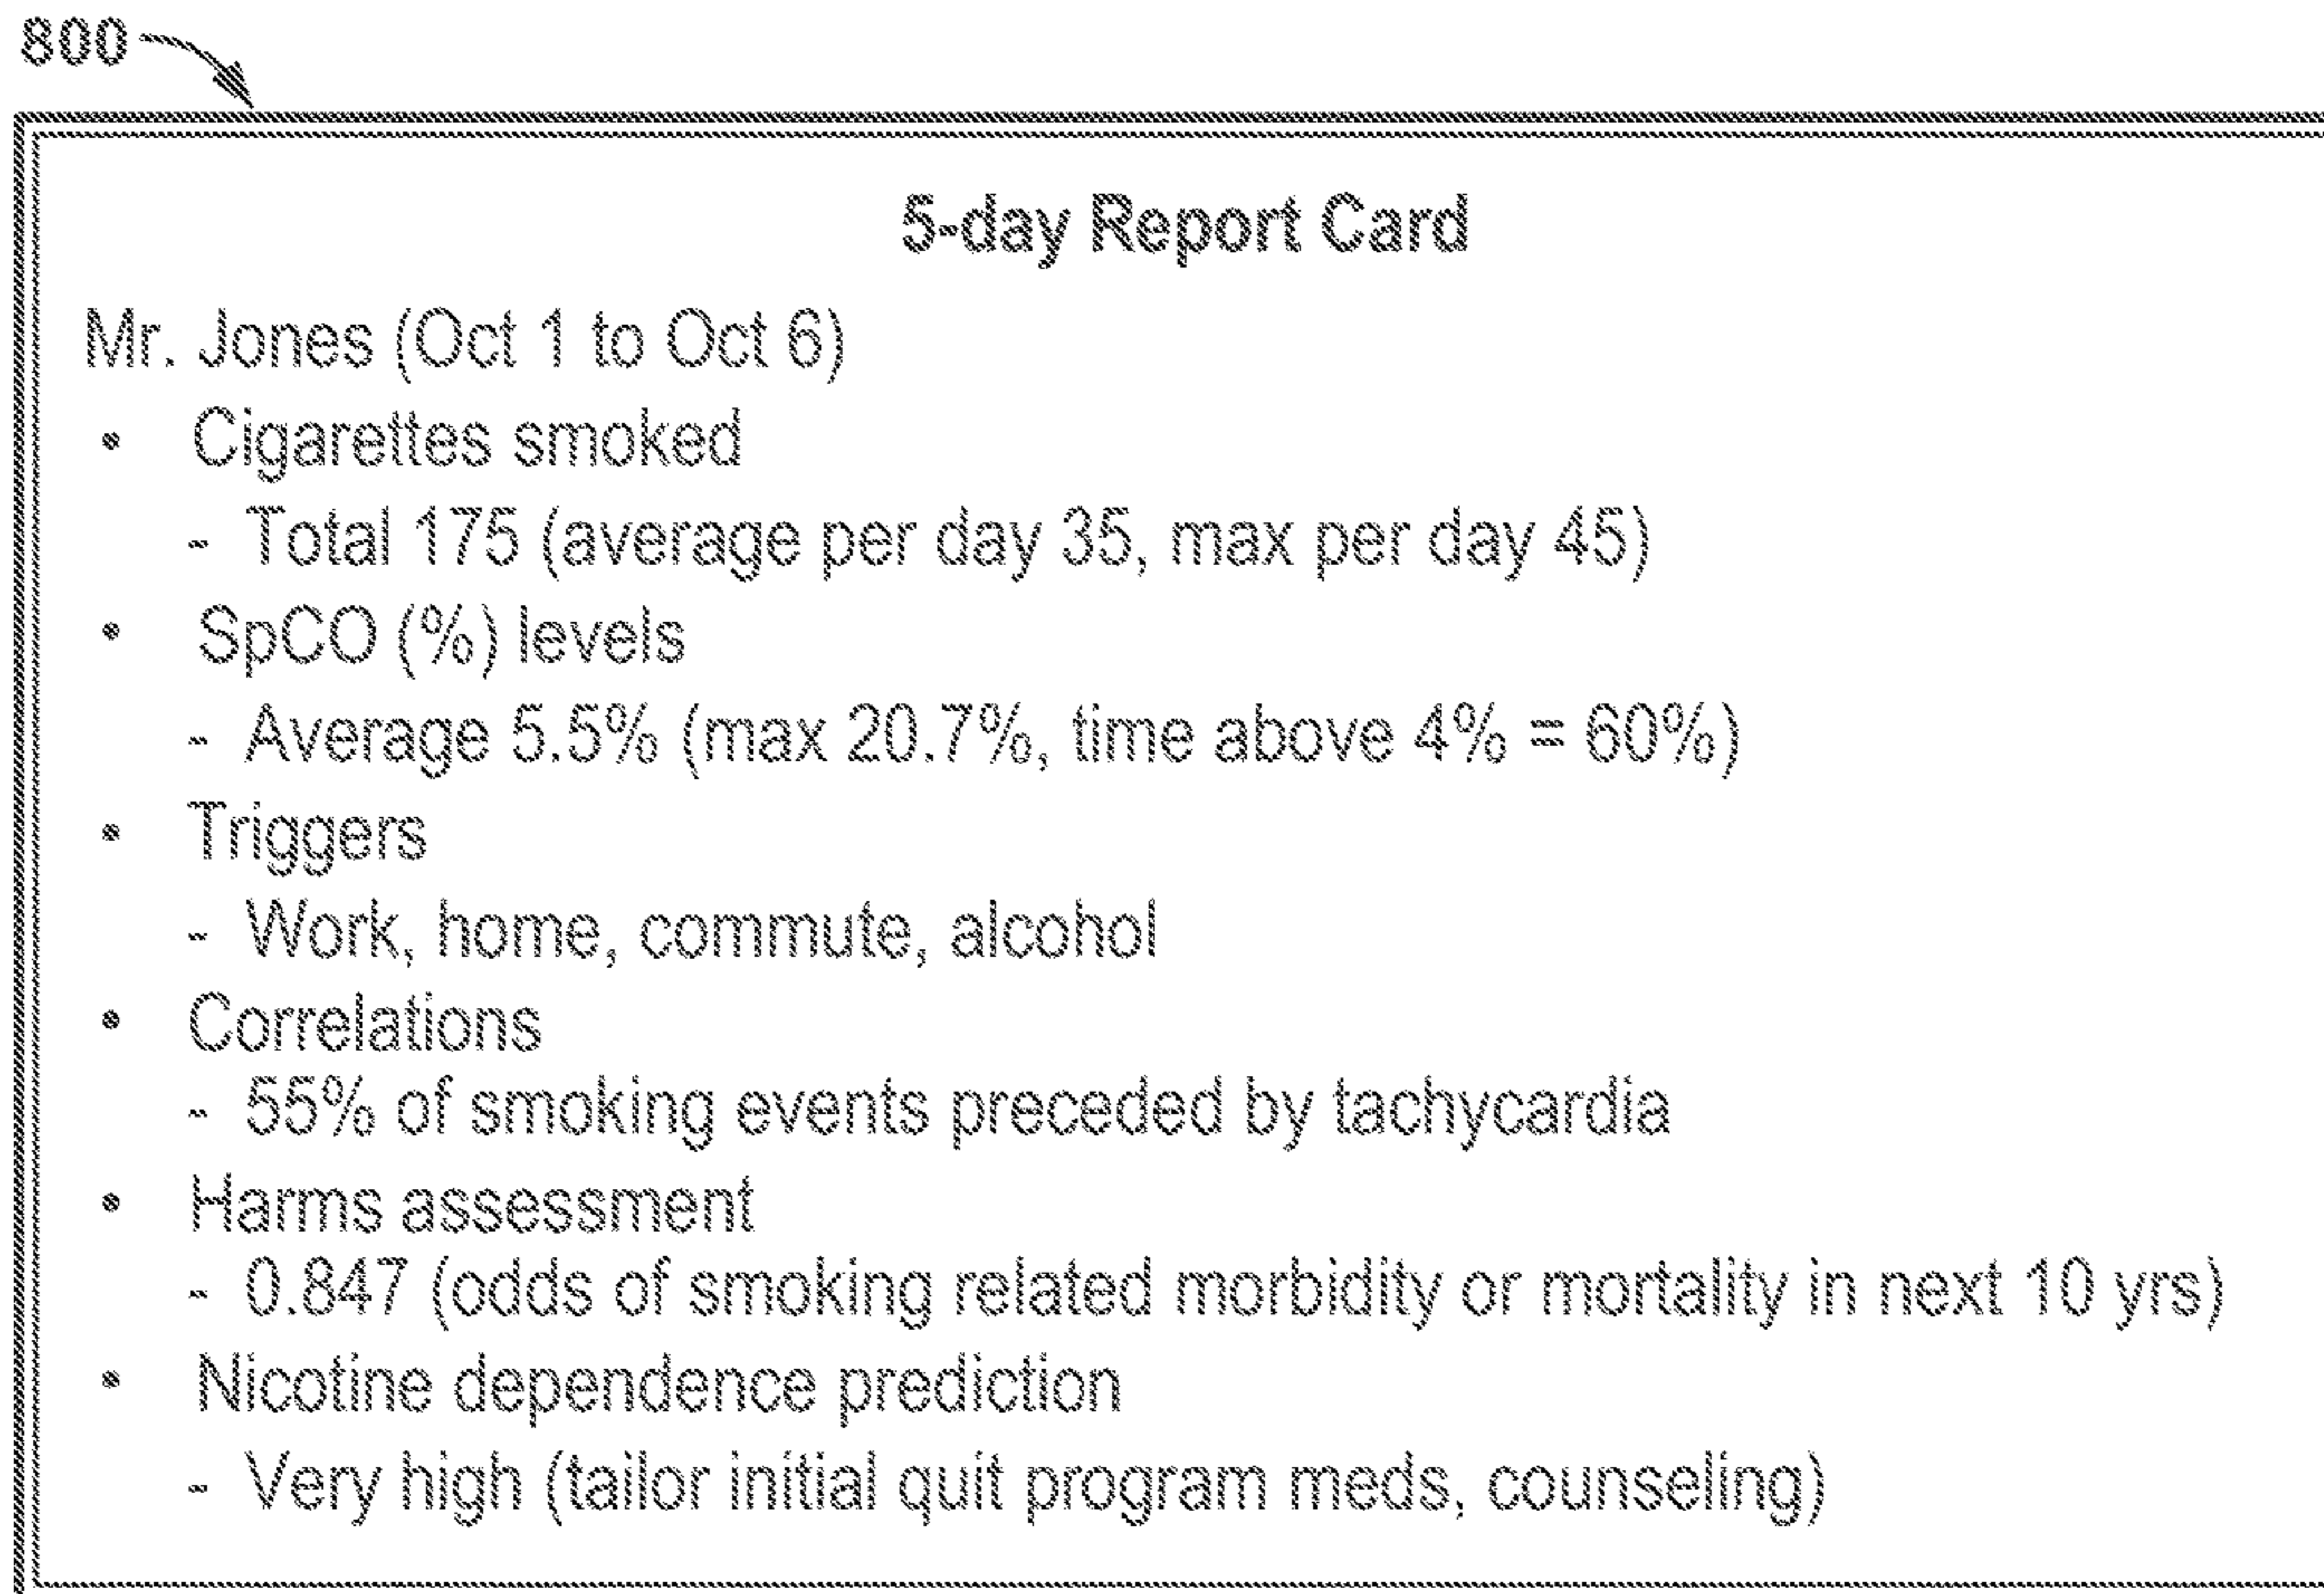 800
5-day Report Card
Mr. Jones (Oct 1 to Oct 6)
• Cigarettes smoked
- Total 175 (average per day 35, max per day 45)
• SpCO (%) levels
- Average 5.5% (max 20.7%, time above 4% = 60%)
• Triggers
- Work, home, commute, alcohol
• Correlations
- 55% of smoking events preceded by tachycardia
• Harms assessment
- 0.847 (odds of smoking related morbidity or mortality in next 10 yrs)
• Nicotine dependence prediction
- Very high (tailor initial quit program meds, counseling)